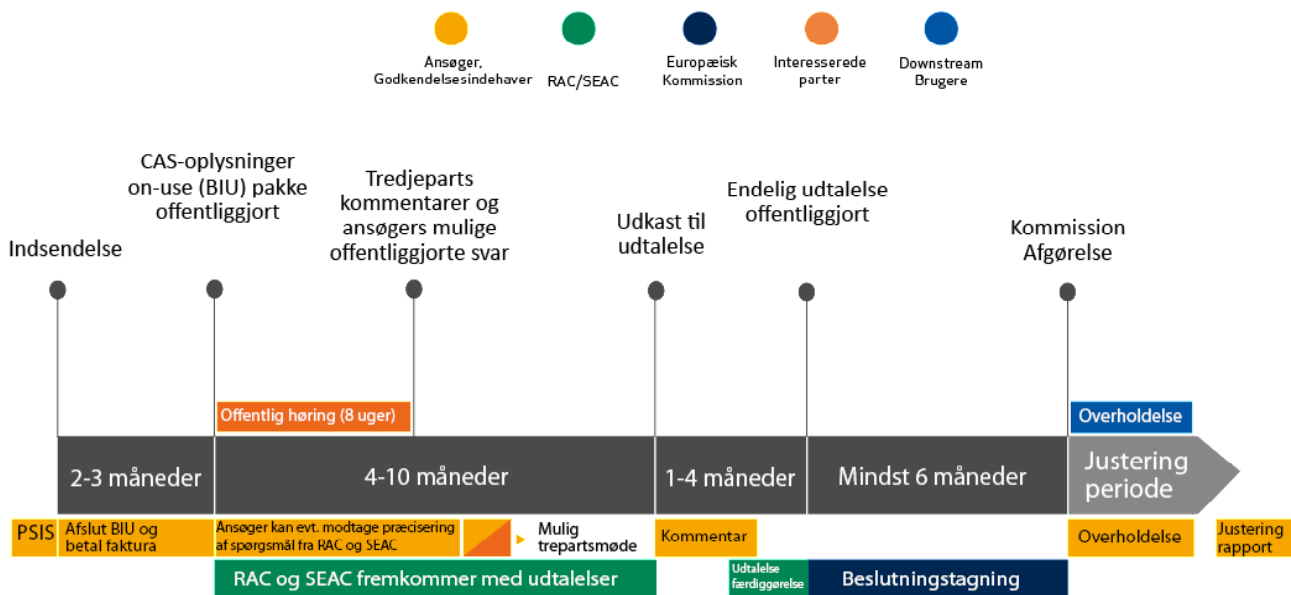 Ansøger,
Godkendelsesindehaver
RAC/SEAC
Europæisk
Kommission
Interesserede
parter
Downstream
Brugere
Indsendelse
CAS-oplysninger
on-use (BIU) pakke
offentliggjort
Tredjeparts
kommentarer og
ansøgers mulige
offentliggjorte svar
Udkast til
udtalelse
Endelig udtalelse
offentliggjort
Kommission
Afgørelse
Offentlig høring (8 uger)
Overholdelse
2-3 måneder
4-10 måneder
1-4 måneder
Mindst 6 måneder
Justering
periode
PSIS
Afslut BIU og
betal faktura
Ansøger kan evt. modtage præcisering
af spørgsmål fra RAC og SEAC
Mulig
trepartsmøde
Kommentar
Overholdelse
Justering
rapport
RAC og SEAC fremkommer med udtalelser
Udtalelse
færdiggørelse
Beslutningstagning